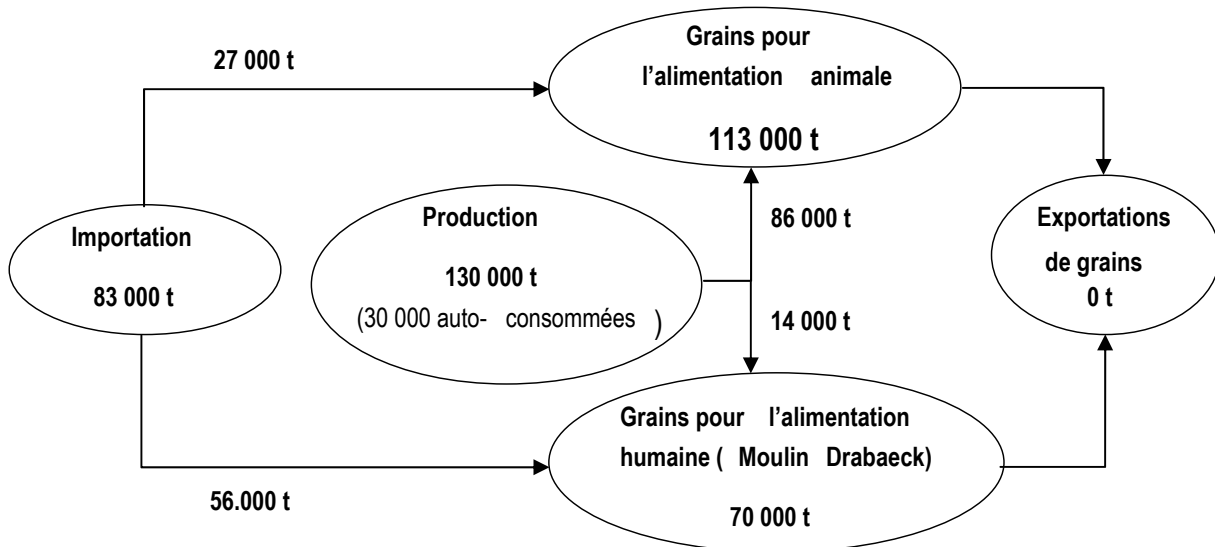 27 000 t
Grains pour
l'alimentation animale
113 000 t
Importation
83 000 t
Production
130 000 t
(30 000 auto- consommées )
86 000 t
14 000 t
Exportations
de grains
0 t
56.000 t
Grains pour l'alimentation
humaine ( Moulin Drabaeck)
70 000 t